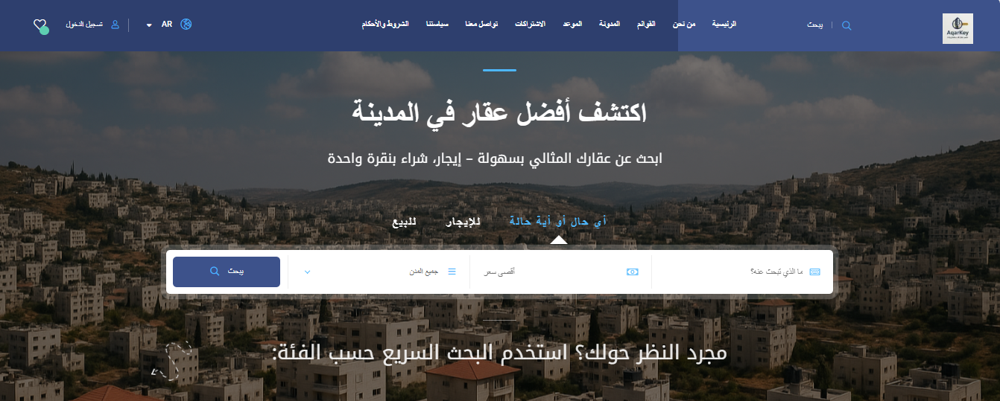 AqarKey
يبحث
الرئيسية من نحن القوائم المدونة الموعد الاشتراكات تواصل معنا سياستنا الشروط والأحكام
AR
تسجيل الدخول
اكتشف أفضل عقار في المدينة
ابحث عن عقارك المثالي بسهولة – إيجار، شراء بنقرة واحدة
أي حال أو أية حالة للإيجار للبيع
ما الذي تبحث عنه؟ أقصى سعر جميع المدن يبحث
مجرد النظر حولك؟ استخدم البحث السريع حسب الفئة: